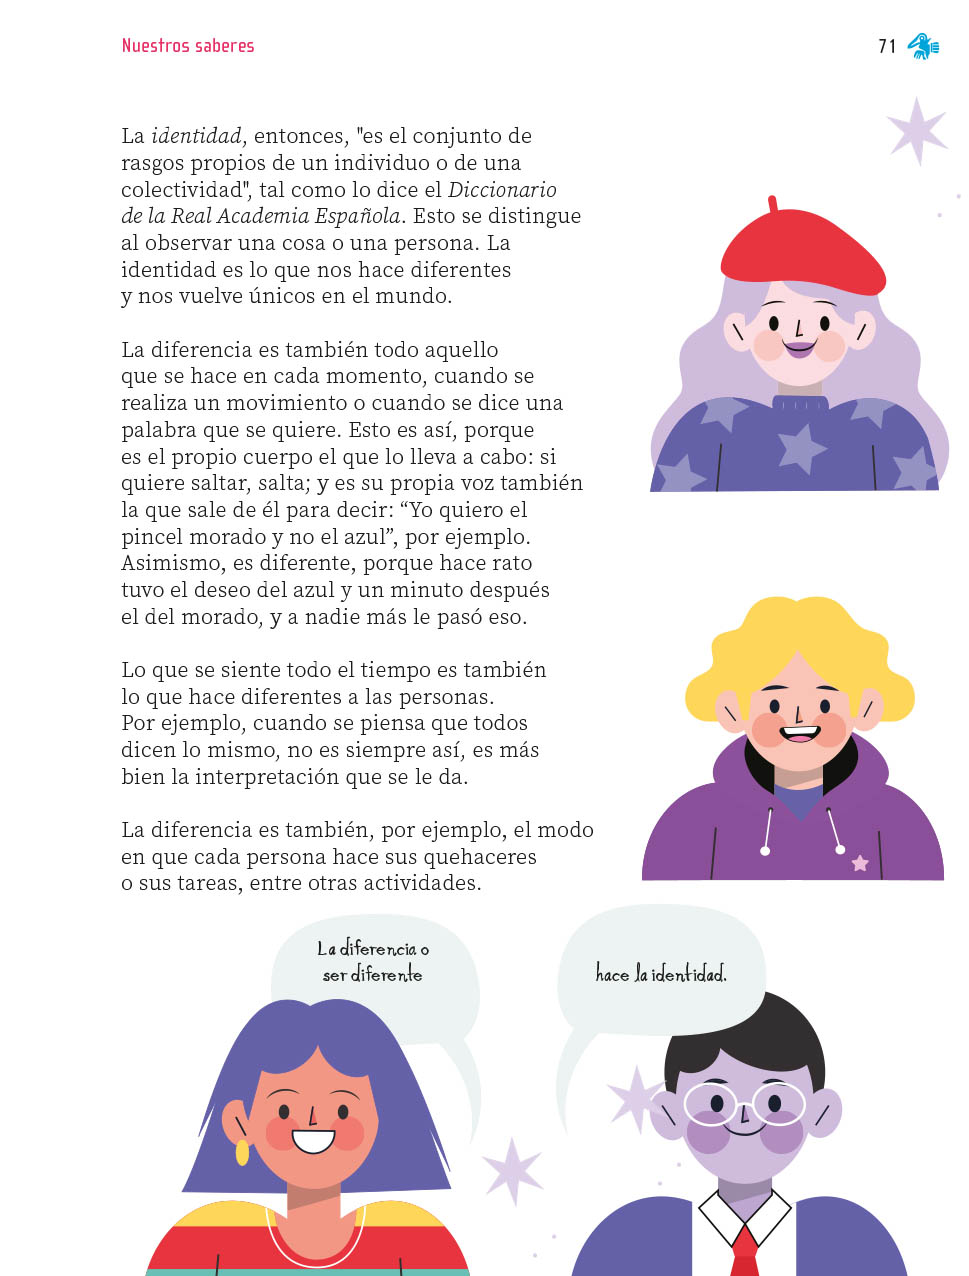 Nuestros saberes
71
La identidad, entonces, "es el conjunto de
rasgos propios de un individuo o de una
colectividad", tal como lo dice el Diccionario
de la Real Academia Española. Esto se distingue
al observar una cosa o una persona. La
identidad es lo que nos hace diferentes
y nos vuelve únicos en el mundo.
La diferencia es también todo aquello
que se hace en cada momento, cuando se
realiza un movimiento o cuando se dice una
palabra que se quiere. Esto es así, porque
es el propio cuerpo el que lo lleva a cabo: si
quiere saltar, salta; y es su propia voz también
la que sale de él para decir: “Yo quiero el
pincel morado y no el azul”, por ejemplo.
Asimismo, es diferente, porque hace rato
tuvo el deseo del azul y un minuto después
el del morado, y a nadie más le pasó eso.
Lo que se siente todo el tiempo es también
lo que hace diferentes a las personas.
Por ejemplo, cuando se piensa que todos
dicen lo mismo, no es siempre así, es más
bien la interpretación que se le da.
La diferencia es también, por ejemplo, el modo
en que cada persona hace sus quehaceres
o sus tareas, entre otras actividades.
La diferencia o
ser diferente
hace la identidad.